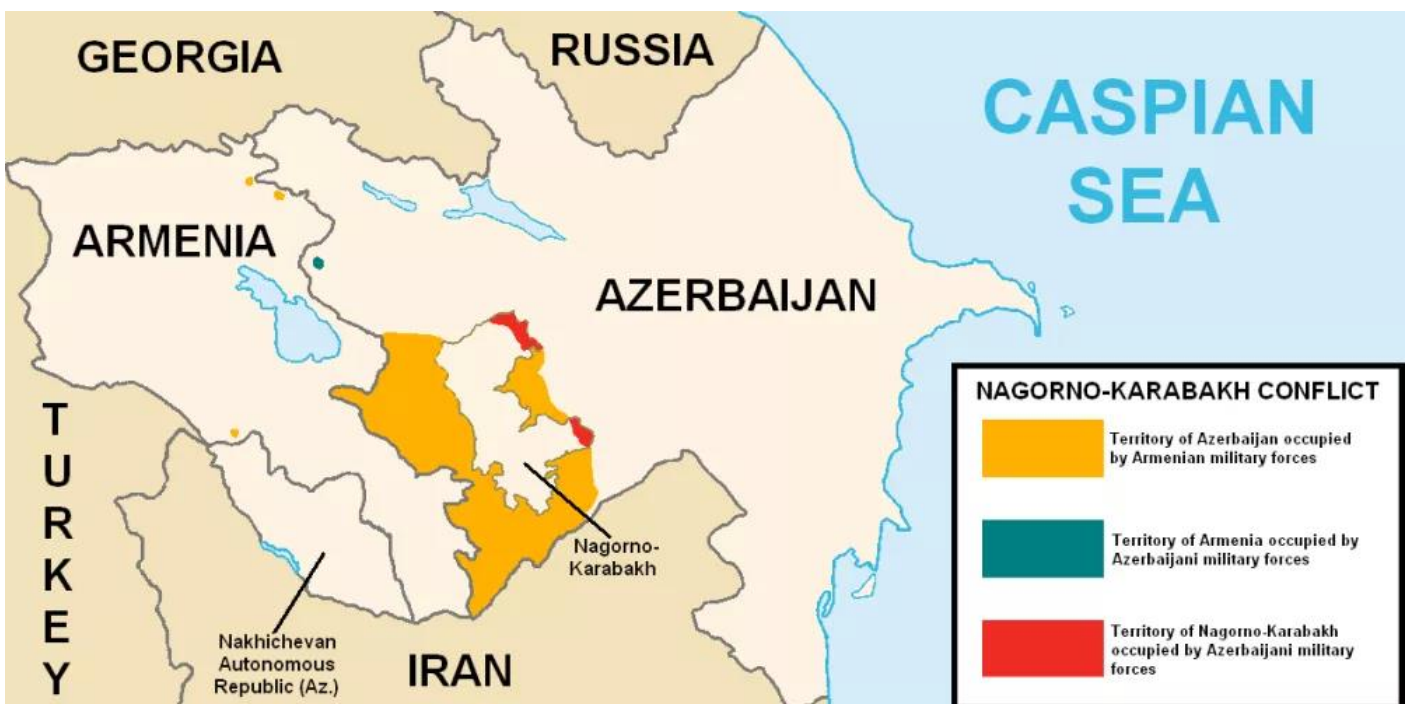 GEORGIA
RUSSIA
CASPIAN
SEA
ARMENIA
AZERBAIJAN
TURKEY
Nagorno-
Karabakh
Nakhichevan
Autonomous
Republic (Az.)
IRAN
NAGORNO-KARABAKH CONFLICT
Territory of Azerbaijan occupied
by Armenian military forces
Territory of Armenia occupied by
Azerbaijani military forces
Territory of Nagorno-Karabakh
occupied by Azerbaijani military
forces